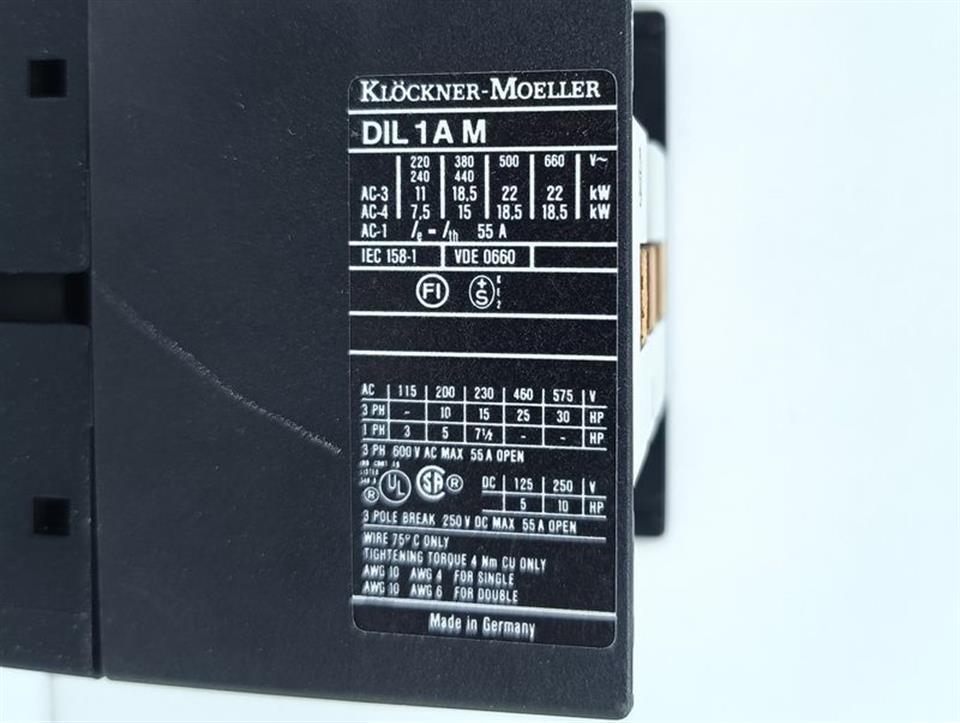 KLÖCKNER-MOELLER
DIL 1A M
220 380 500 660 V~
240 440
AC-3 11 18,5 22 22 kW
AC-4 7,5 15 18,5 18,5 kW
AC-1 Ie = Ith 55 A
IEC 158-1 VDE 0660
FI +S
AC 115 200 230 460 575 V
3 PH - 10 15 25 30 HP
1 PH 3 5 7½ - - HP
3 PH 600 V AC MAX 55 A OPEN
LISTED
® UL SA ® DC 125 250 V
5 10 HP
3 POLE BREAK 250 V DC MAX 55 A OPEN
WIRE 75° C ONLY
TIGHTENING TORQUE 4 Nm CU ONLY
AWG 10 AWG 4 FOR SINGLE
AWG 10 AWG 6 FOR DOUBLE
Made in Germany